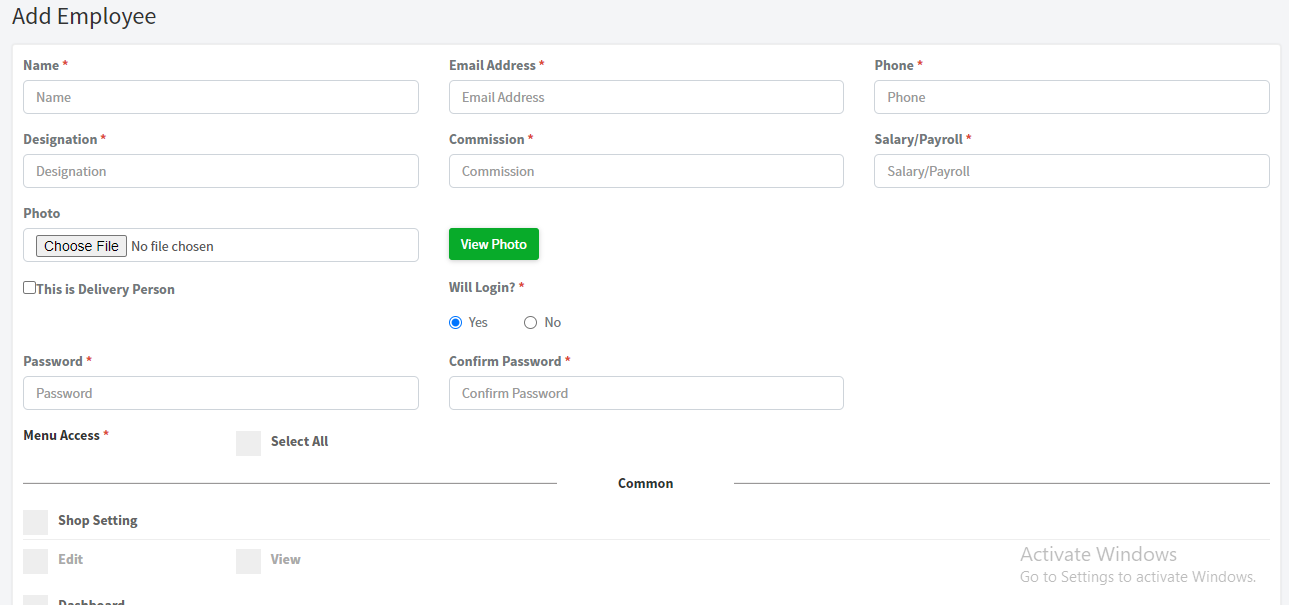 Add Employee
Name *
Email Address *
Phone *
Name
Email Address
Phone
Designation *
Commission *
Salary/Payroll *
Designation
Commission
Salary/Payroll
Photo
Choose File No file chosen
View Photo
This is Delivery Person
Will Login? *
Yes
No
Password *
Confirm Password *
Password
Confirm Password
Menu Access *
Select All
Common
Shop Setting
Edit
View
Activate Windows
Go to Settings to activate Windows.
Dashboard